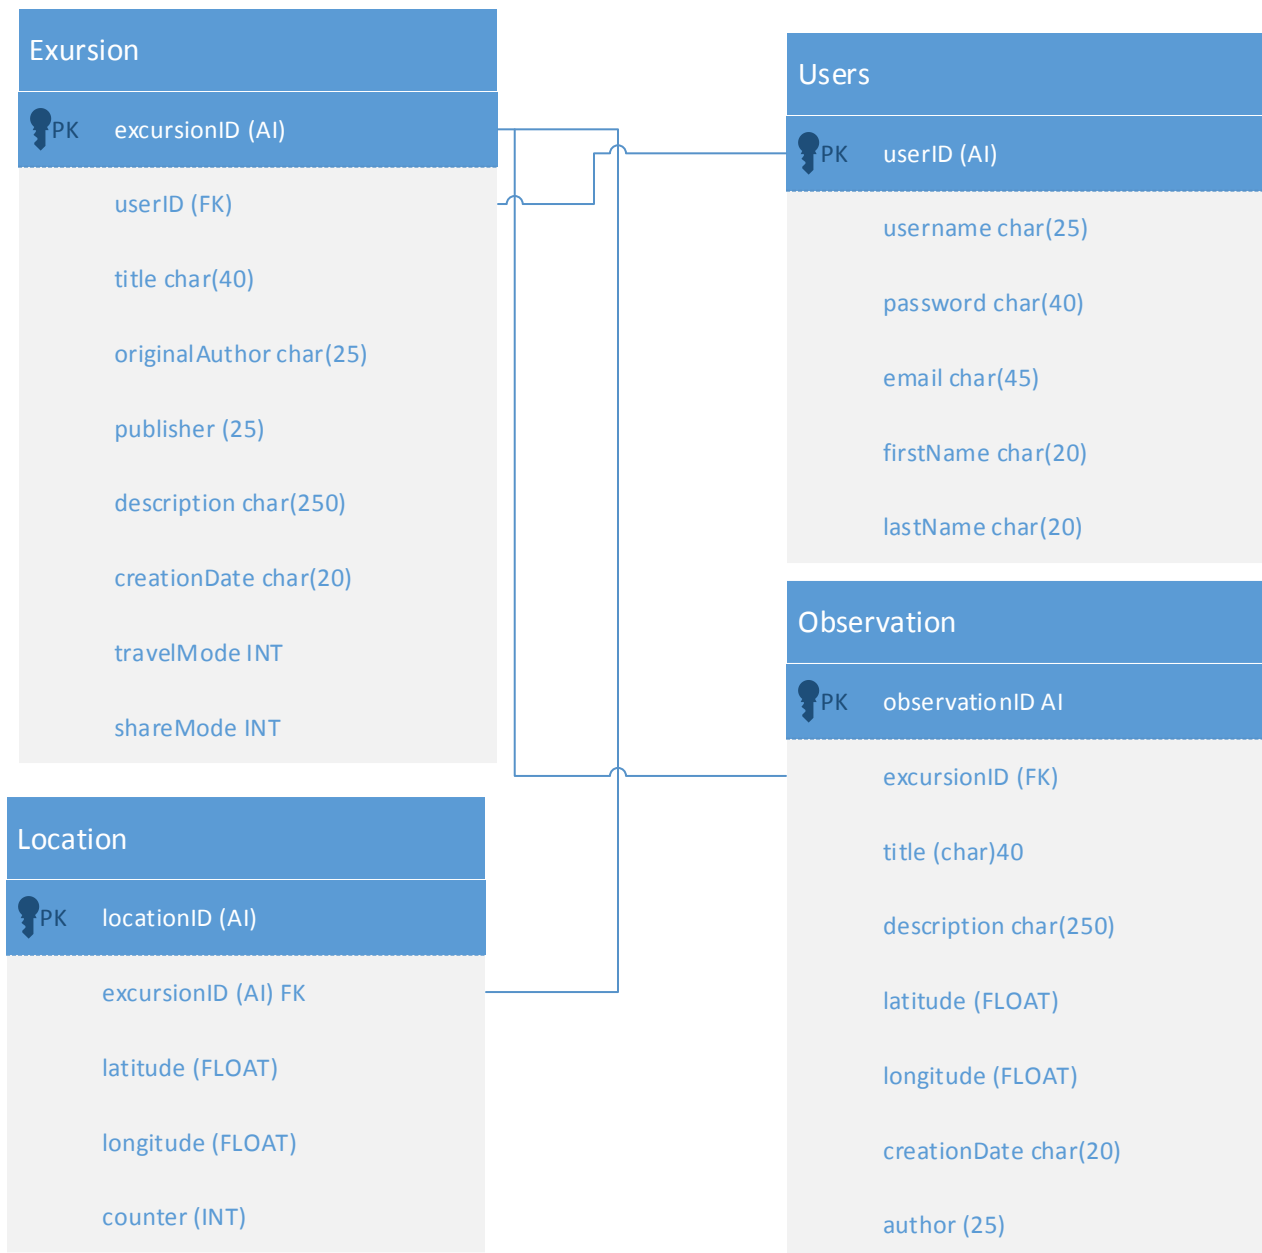 Exursion
PK excursionID (AI)
userID (FK)
title char(40)
originalAuthor char(25)
publisher (25)
description char(250)
creationDate char(20)
travelMode INT
shareMode INT
Users
PK userID (AI)
username char(25)
password char(40)
email char(45)
firstName char(20)
lastName char(20)
Location
PK locationID (AI)
excursionID (AI) FK
latitude (FLOAT)
longitude (FLOAT)
counter (INT)
Observation
PK observationID AI
excursionID (FK)
title (char)40
description char(250)
latitude (FLOAT)
longitude (FLOAT)
creationDate char(20)
author (25)